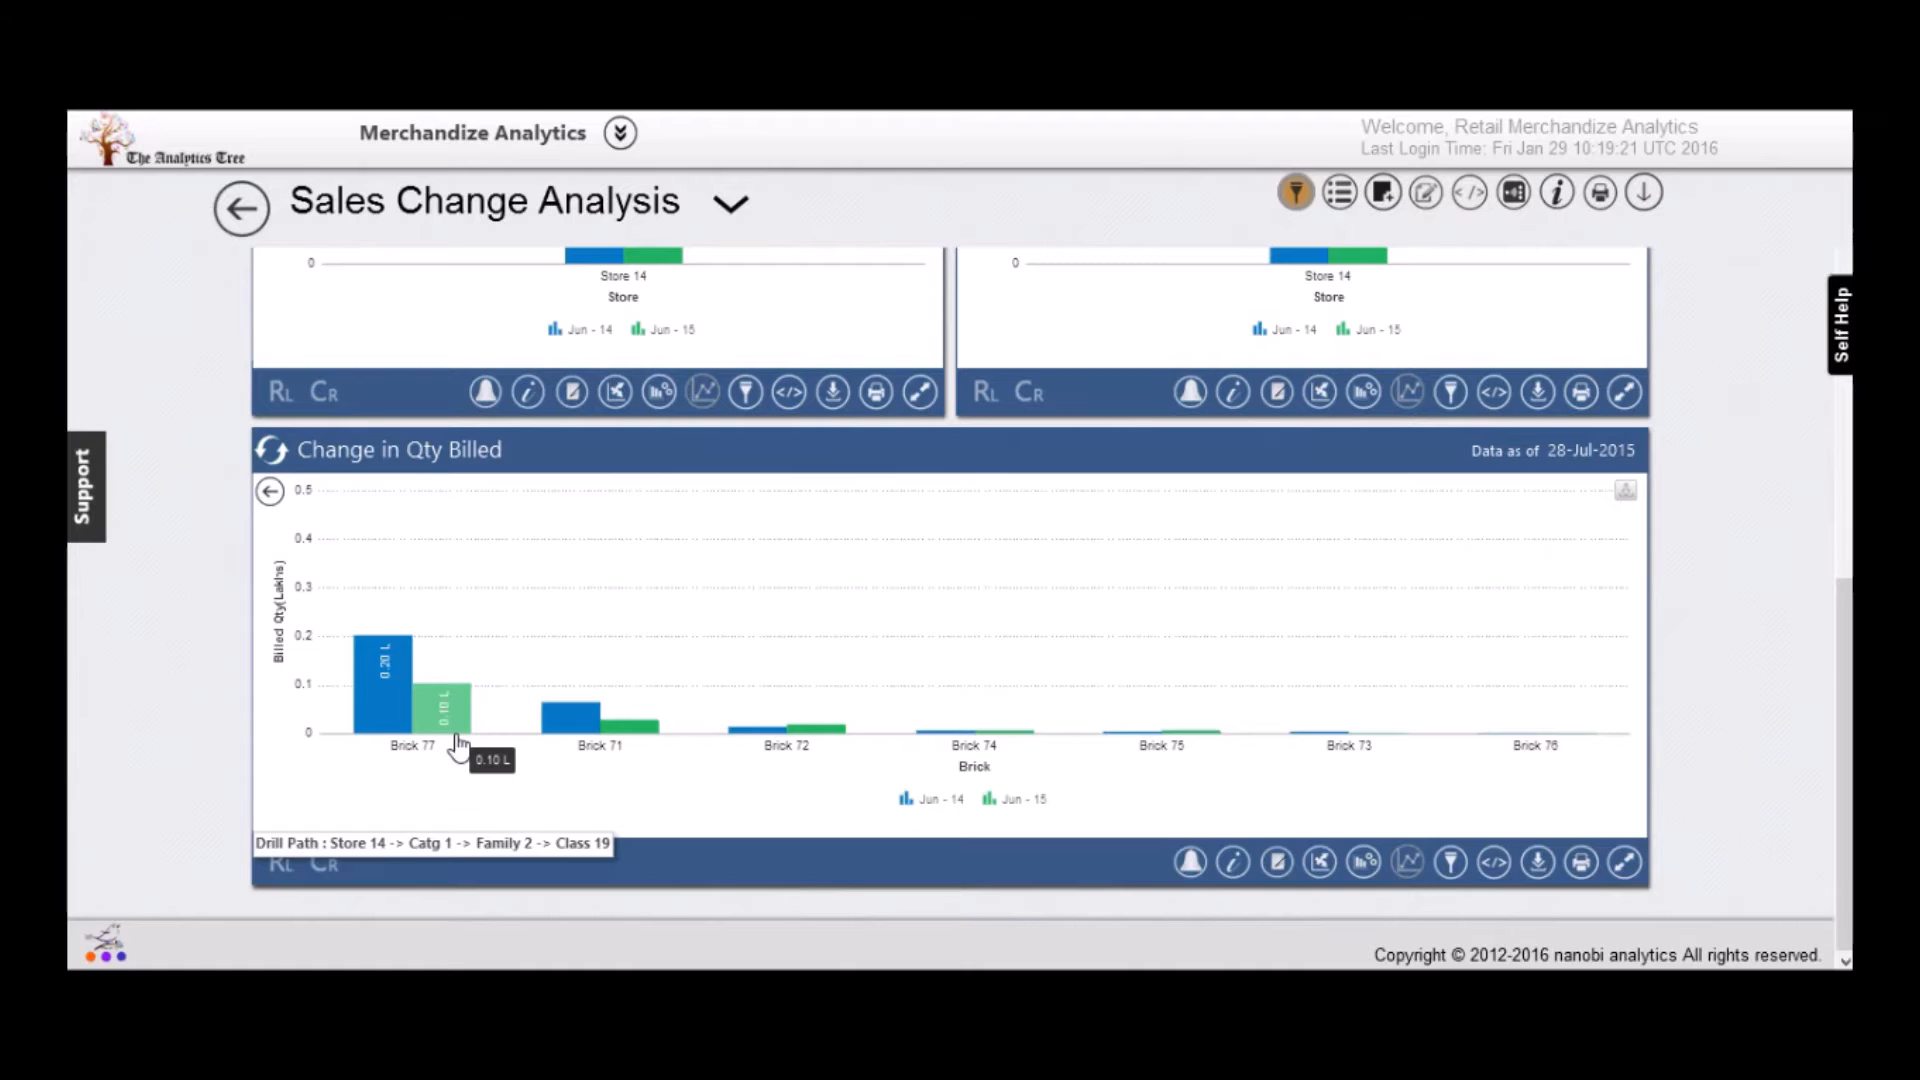 The Analytics Tree
Merchandize Analytics
Welcome, Retail Merchandize Analytics
Last Login Time: Fri Jan 29 10:19:21 UTC 2016
Sales Change Analysis
0
Store 14
Store
Jun - 14 Jun - 15
RL CR
0
Store 14
Store
Jun - 14 Jun - 15
RL CR
Self Help
Support
Change in Qty Billed
Data as of 28-Jul-2015
0.5
0.4
0.3
0.2
0.1
0
Billed Qty(Lakhs)
0.20 L
0.10 L
0.10 L
Brick 77 Brick 71 Brick 72 Brick 74 Brick 75 Brick 73 Brick 76
Brick
Jun - 14 Jun - 15
Drill Path : Store 14 -> Catg 1 -> Family 2 -> Class 19
RL CR
Copyright © 2012-2016 nanobi analytics All rights reserved.